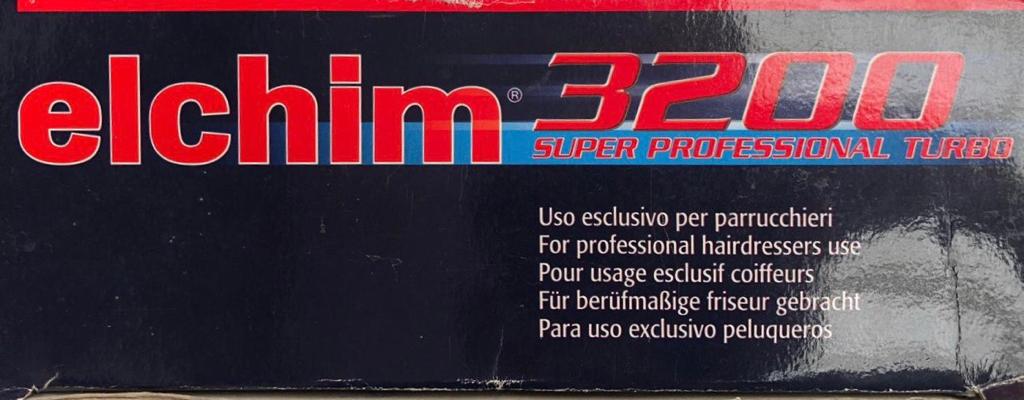 elchim® 3200
SUPER PROFESSIONAL TURBO
Uso esclusivo per parrucchieri
For professional hairdressers use
Pour usage esclusif coiffeurs
Für berüfmaßige friseur gebracht
Para uso exclusivo peluqueros